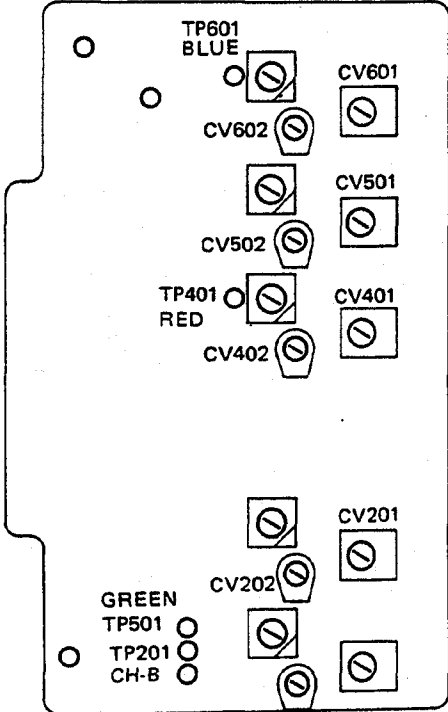 TP601
BLUE
CV601
CV602
CV501
CV502
TP401
RED
CV401
CV402
CV201
CV202
GREEN
TP501
TP201
CH-B